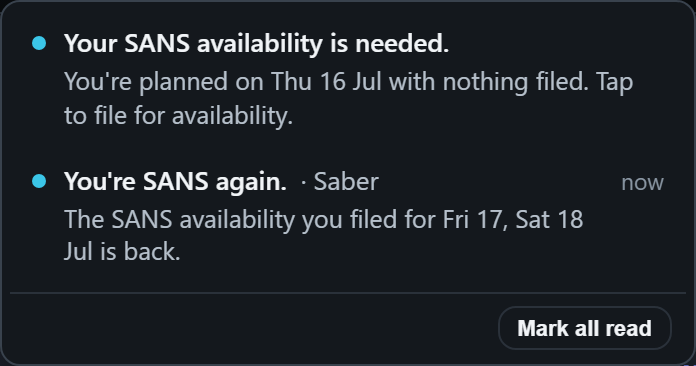 Your SANS availability is needed.
You're planned on Thu 16 Jul with nothing filed. Tap
to file for availability.
You're SANS again. · Saber now
The SANS availability you filed for Fri 17, Sat 18
Jul is back.
Mark all read